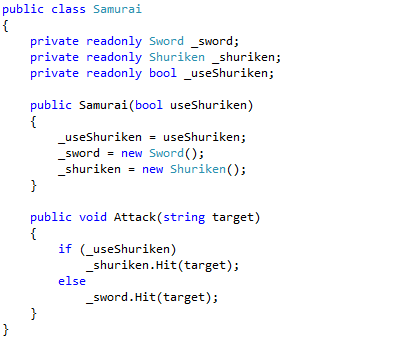 public class Samurai
{
    private readonly Sword _sword;
    private readonly Shuriken _shuriken;
    private readonly bool _useShuriken;

    public Samurai(bool useShuriken)
    {
        _useShuriken = useShuriken;
        _sword = new Sword();
        _shuriken = new Shuriken();
    }

    public void Attack(string target)
    {
        if (_useShuriken)
            _shuriken.Hit(target);
        else
            _sword.Hit(target);
    }
}